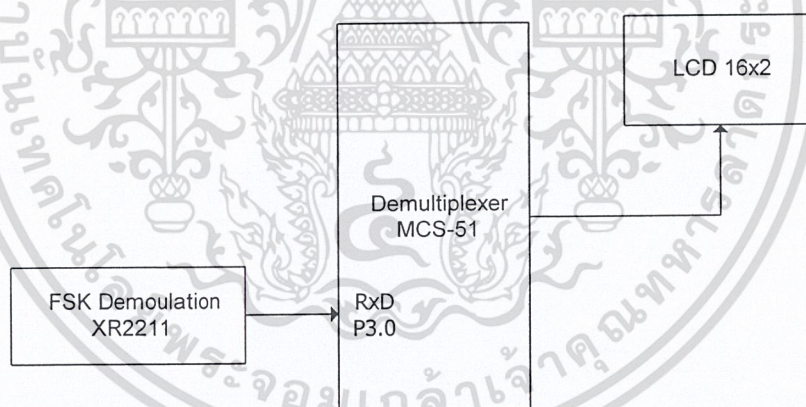 LCD 16x2
Demultiplexer
MCS-51
FSK Demoulation
XR2211
RxD
P3.0